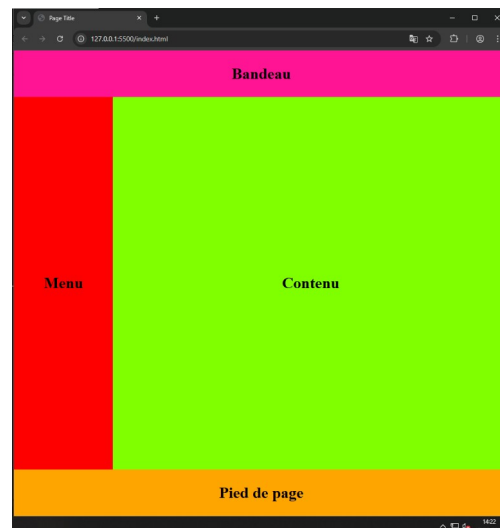 Page Title
127.0.0.1:5500/index.html
Bandeau
Menu
Contenu
Pied de page
14:22